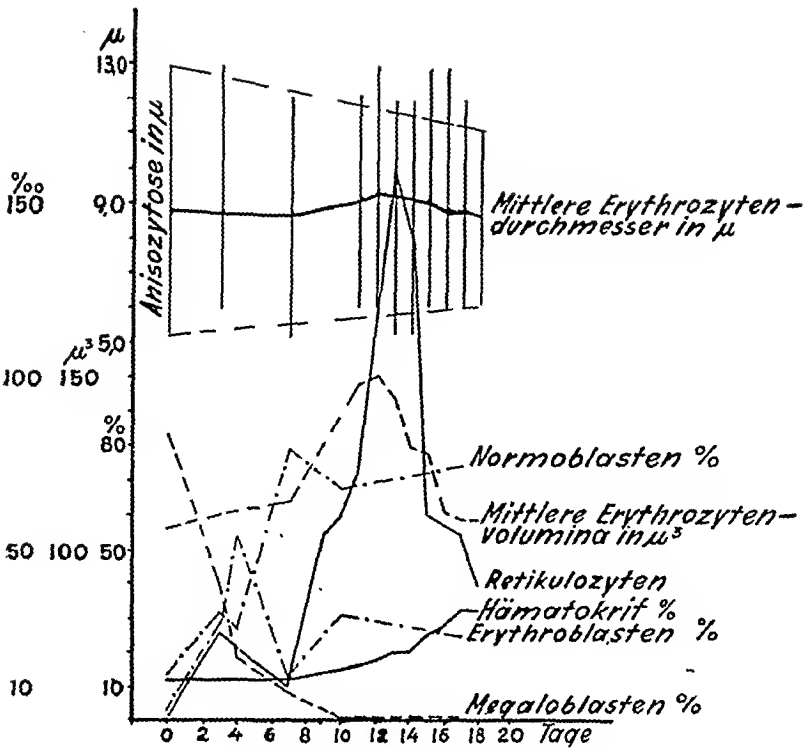 μ
13,0
Anisozytose in μ
‰
150 9,0
Mittlere Erythrozyten-
durchmesser in μ
μ³ 5,0
100 150
%
80
Normoblasten %
Mittlere Erythrozyten-
volumina in μ³
50 100 50
Retikulozyten
Hämatokrit %
Erythroblasten %
10 10
Megaloblasten %
0 2 4 6 8 10 12 14 16 18 20 Tage